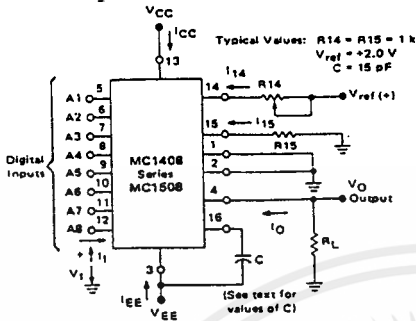 VCC
ICC
13
Typical Values: R14 = R15 = 1 k
Vref = +2.0 V
C = 15 pF
Digital Inputs
A1 5
A2 6
A3 7
A4 8
A5 9
A6 10
A7 11
A8 12
MC1408
Series
MC1508
14
I14
R14
Vref (+)
15
I15
R15
1
2
4
VO
Output
IO
16
C
RL
+ I1
V1
3
IEE
VEE
(See text for
values of C)